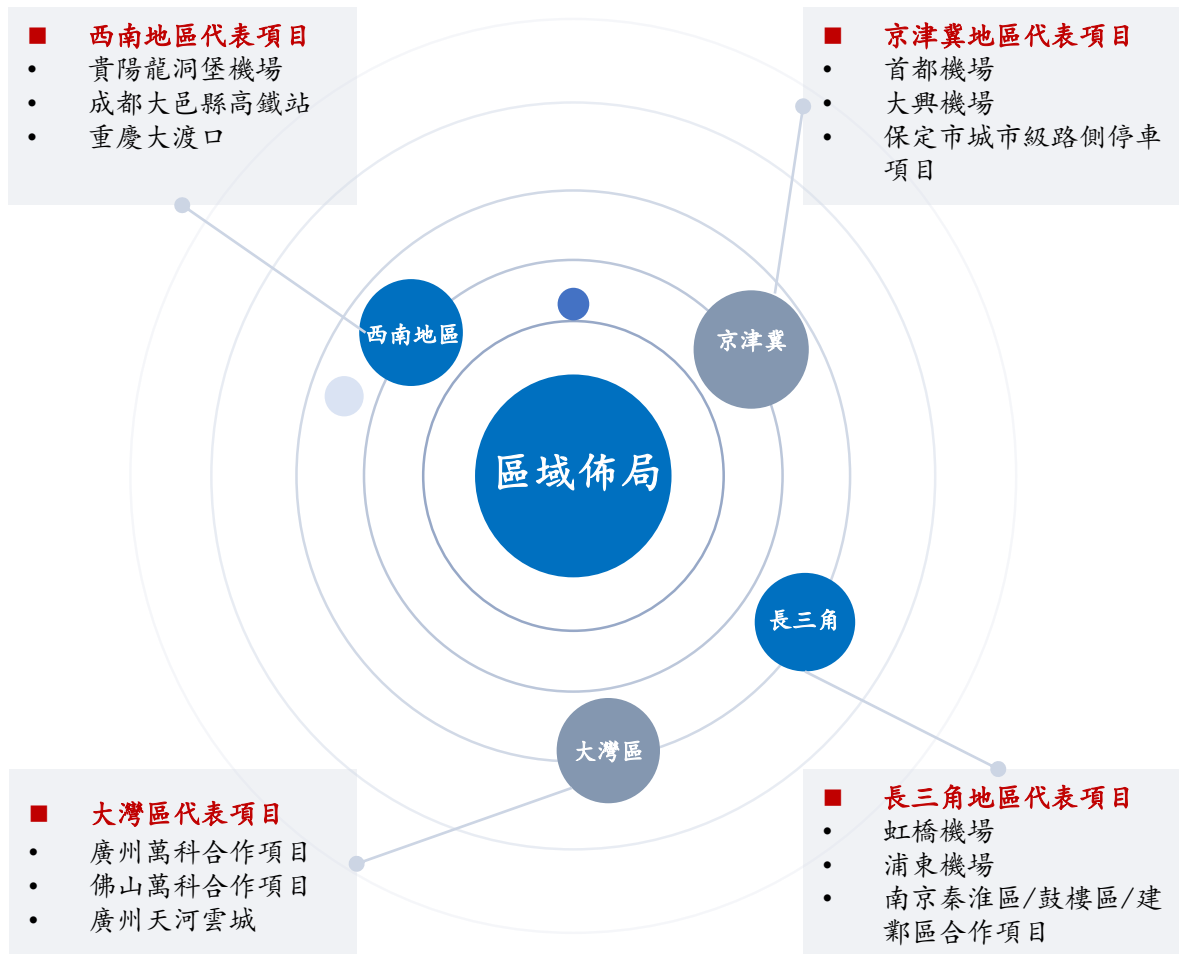 ■ 西南地區代表項目
• 貴陽龍洞堡機場
• 成都大邑縣高鐵站
• 重慶大渡口
■ 京津冀地區代表項目
• 首都機場
• 大興機場
• 保定市城市級路側停車
項目
西南地區
京津冀
區域佈局
長三角
大灣區
■ 大灣區代表項目
• 廣州萬科合作項目
• 佛山萬科合作項目
• 廣州天河雲城
■ 長三角地區代表項目
• 虹橋機場
• 浦東機場
• 南京秦淮區/鼓樓區/建
鄴區合作項目